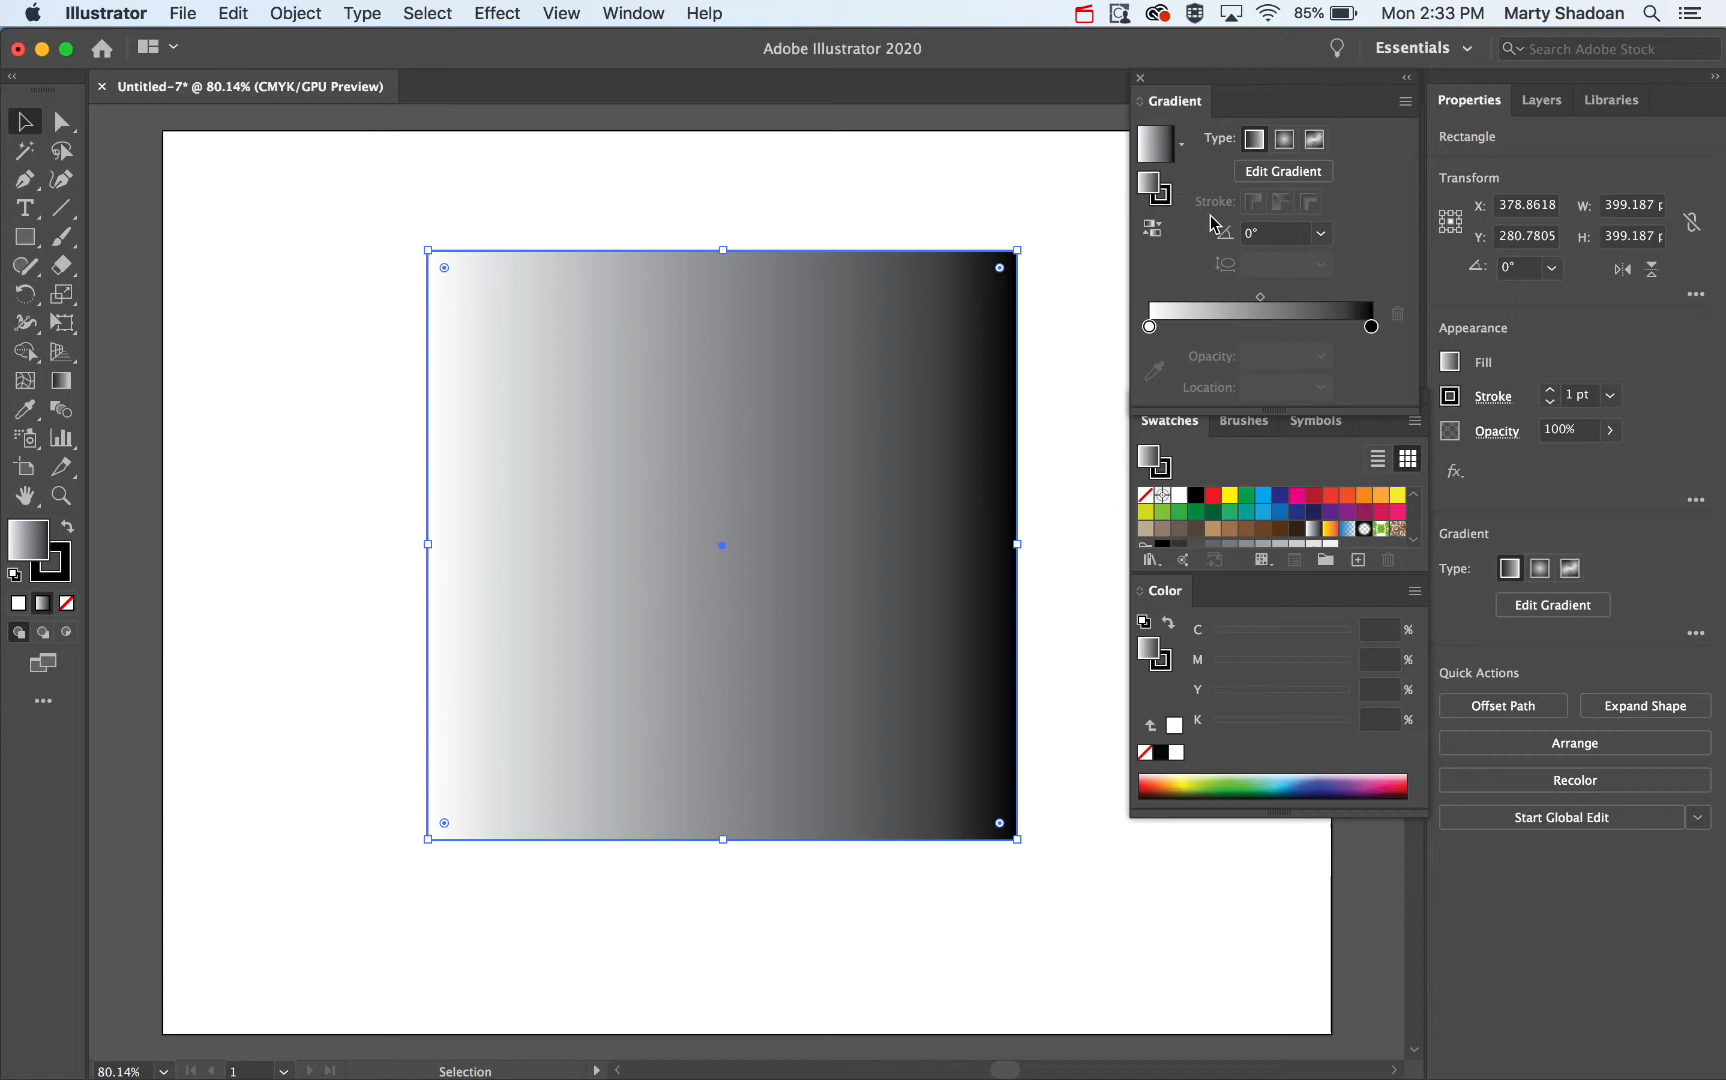 Illustrator File Edit Object Type Select Effect View Window Help 85% Mon 2:33 PM Marty Shadoan
Adobe Illustrator 2020 Essentials Search Adobe Stock
Untitled-7* @ 80.14% (CMYK/GPU Preview)
Gradient
Type:
Edit Gradient
Stroke:
0°
Opacity:
Location:
Swatches Brushes Symbols
Color
C %
M %
Y %
K %
Properties Layers Libraries
Rectangle
Transform
X: 378.8618 W: 399.187 p
Y: 280.7805 H: 399.187 p
0°
Appearance
Fill
Stroke 1 pt
Opacity 100%
fx.
Gradient
Type:
Edit Gradient
Quick Actions
Offset Path Expand Shape
Arrange
Recolor
Start Global Edit
80.14% 1 Selection